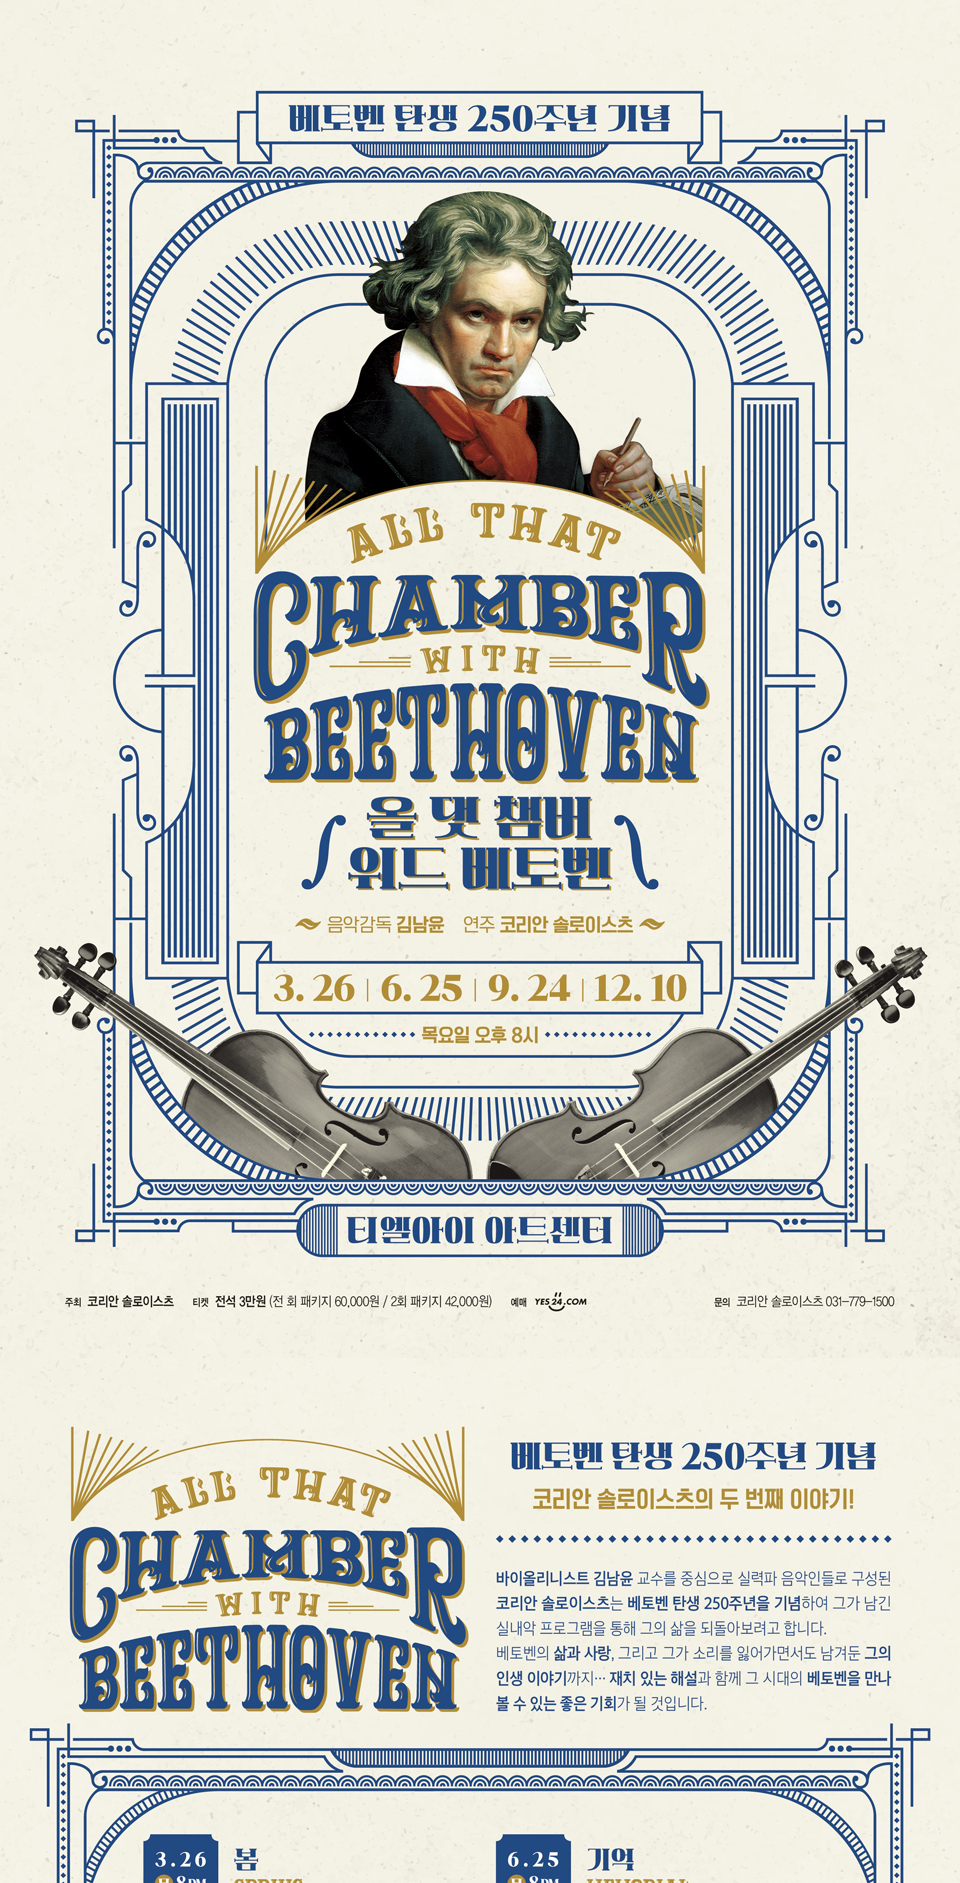 베토벤 탄생 250주년 기념
ALL THAT
CHAMBER
WITH
BEETHOVEN
올 댓 챔버
위드 베토벤
음악감독 김남윤 연주 코리안 솔로이스츠
3. 26 | 6. 25 | 9. 24 | 12. 10
목요일 오후 8시
티엘아이 아트센터
주최 코리안 솔로이스츠 티켓 전석 3만원 (전 회 패키지 60,000원 / 2회 패키지 42,000원) 예매 YES24.COM 문의 코리안 솔로이스츠 031-779-1500
ALL THAT
CHAMBER
WITH
BEETHOVEN
베토벤 탄생 250주년 기념
코리안 솔로이스츠의 두 번째 이야기!
바이올리니스트 김남윤 교수를 중심으로 실력파 음악인들로 구성된
코리안 솔로이스츠는 베토벤 탄생 250주년을 기념하여 그가 남긴
실내악 프로그램을 통해 그의 삶을 되돌아보려고 합니다.
베토벤의 삶과 사랑, 그리고 그가 소리를 잃어가면서도 남겨둔 그의
인생 이야기까지··· 재치 있는 해설과 함께 그 시대의 베토벤을 만나
볼 수 있는 좋은 기회가 될 것입니다.
3.26 봄
6.25 기억